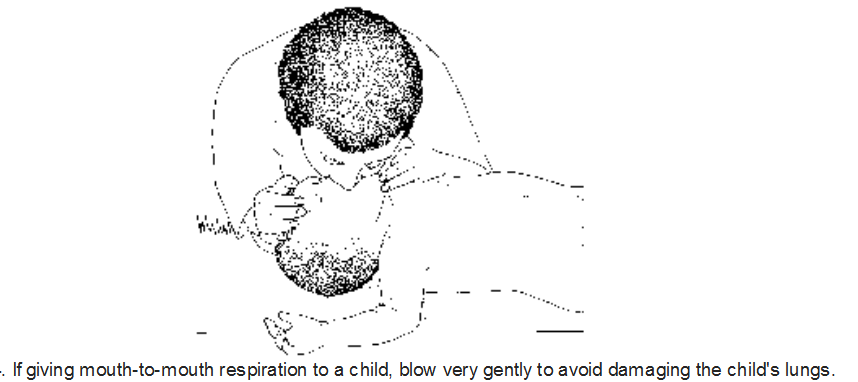 . If giving mouth-to-mouth respiration to a child, blow very gently to avoid damaging the child's lungs.